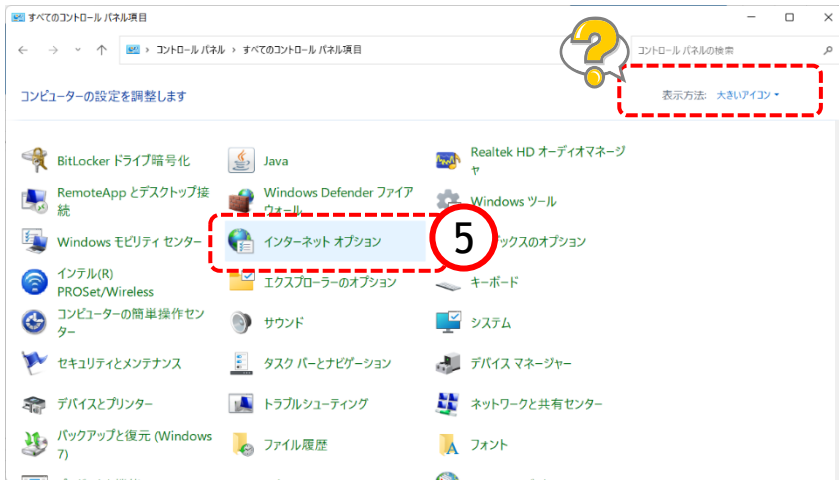 すべてのコントロール パネル項目
コントロール パネル › すべてのコントロール パネル項目
コントロール パネルの検索
コンピューターの設定を調整します
表示方法: 大きいアイコン
BitLocker ドライブ暗号化
Java
Realtek HD オーディオマネージ
ャ
RemoteApp とデスクトップ接
続
Windows Defender ファイア
ウォール
Windows ツール
Windows モビリティ センター
インターネット オプション
5
ックスのオプション
インテル(R)
PROSet/Wireless
エクスプローラーのオプション
キーボード
コンピューターの簡単操作セン
ター
サウンド
システム
セキュリティとメンテナンス
タスク バーとナビゲーション
デバイス マネージャー
デバイスとプリンター
トラブルシューティング
ネットワークと共有センター
バックアップと復元 (Windows
7)
ファイル履歴
フォント